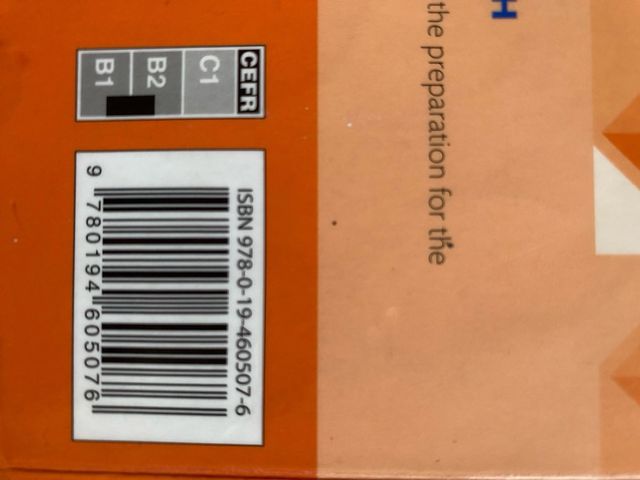 H
the preparation for the
CEFR
C1
B2
B1
ISBN 978-0-19-460507-6
9 780194 605076